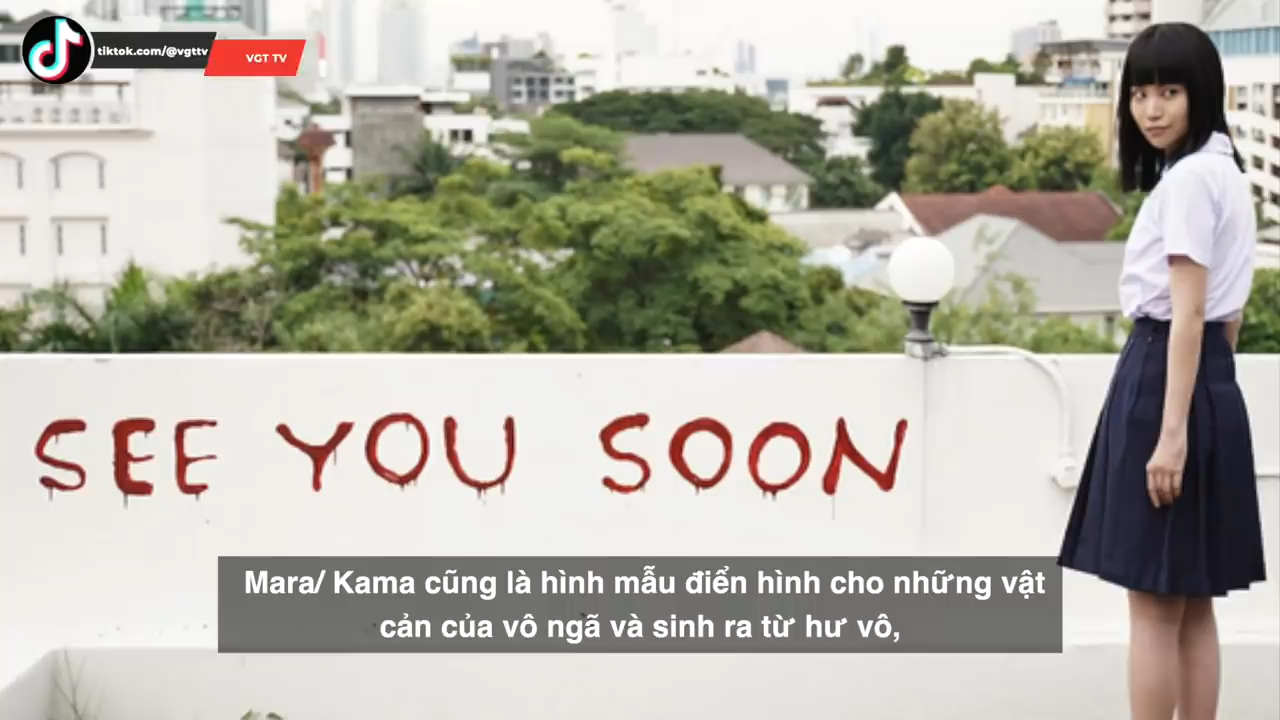 tiktok.com/@vgttv
VGT TV
SEE YOU SOON
Mara/ Kama cũng là hình mẫu điển hình cho những vật
cản của vô ngã và sinh ra từ hư vô,